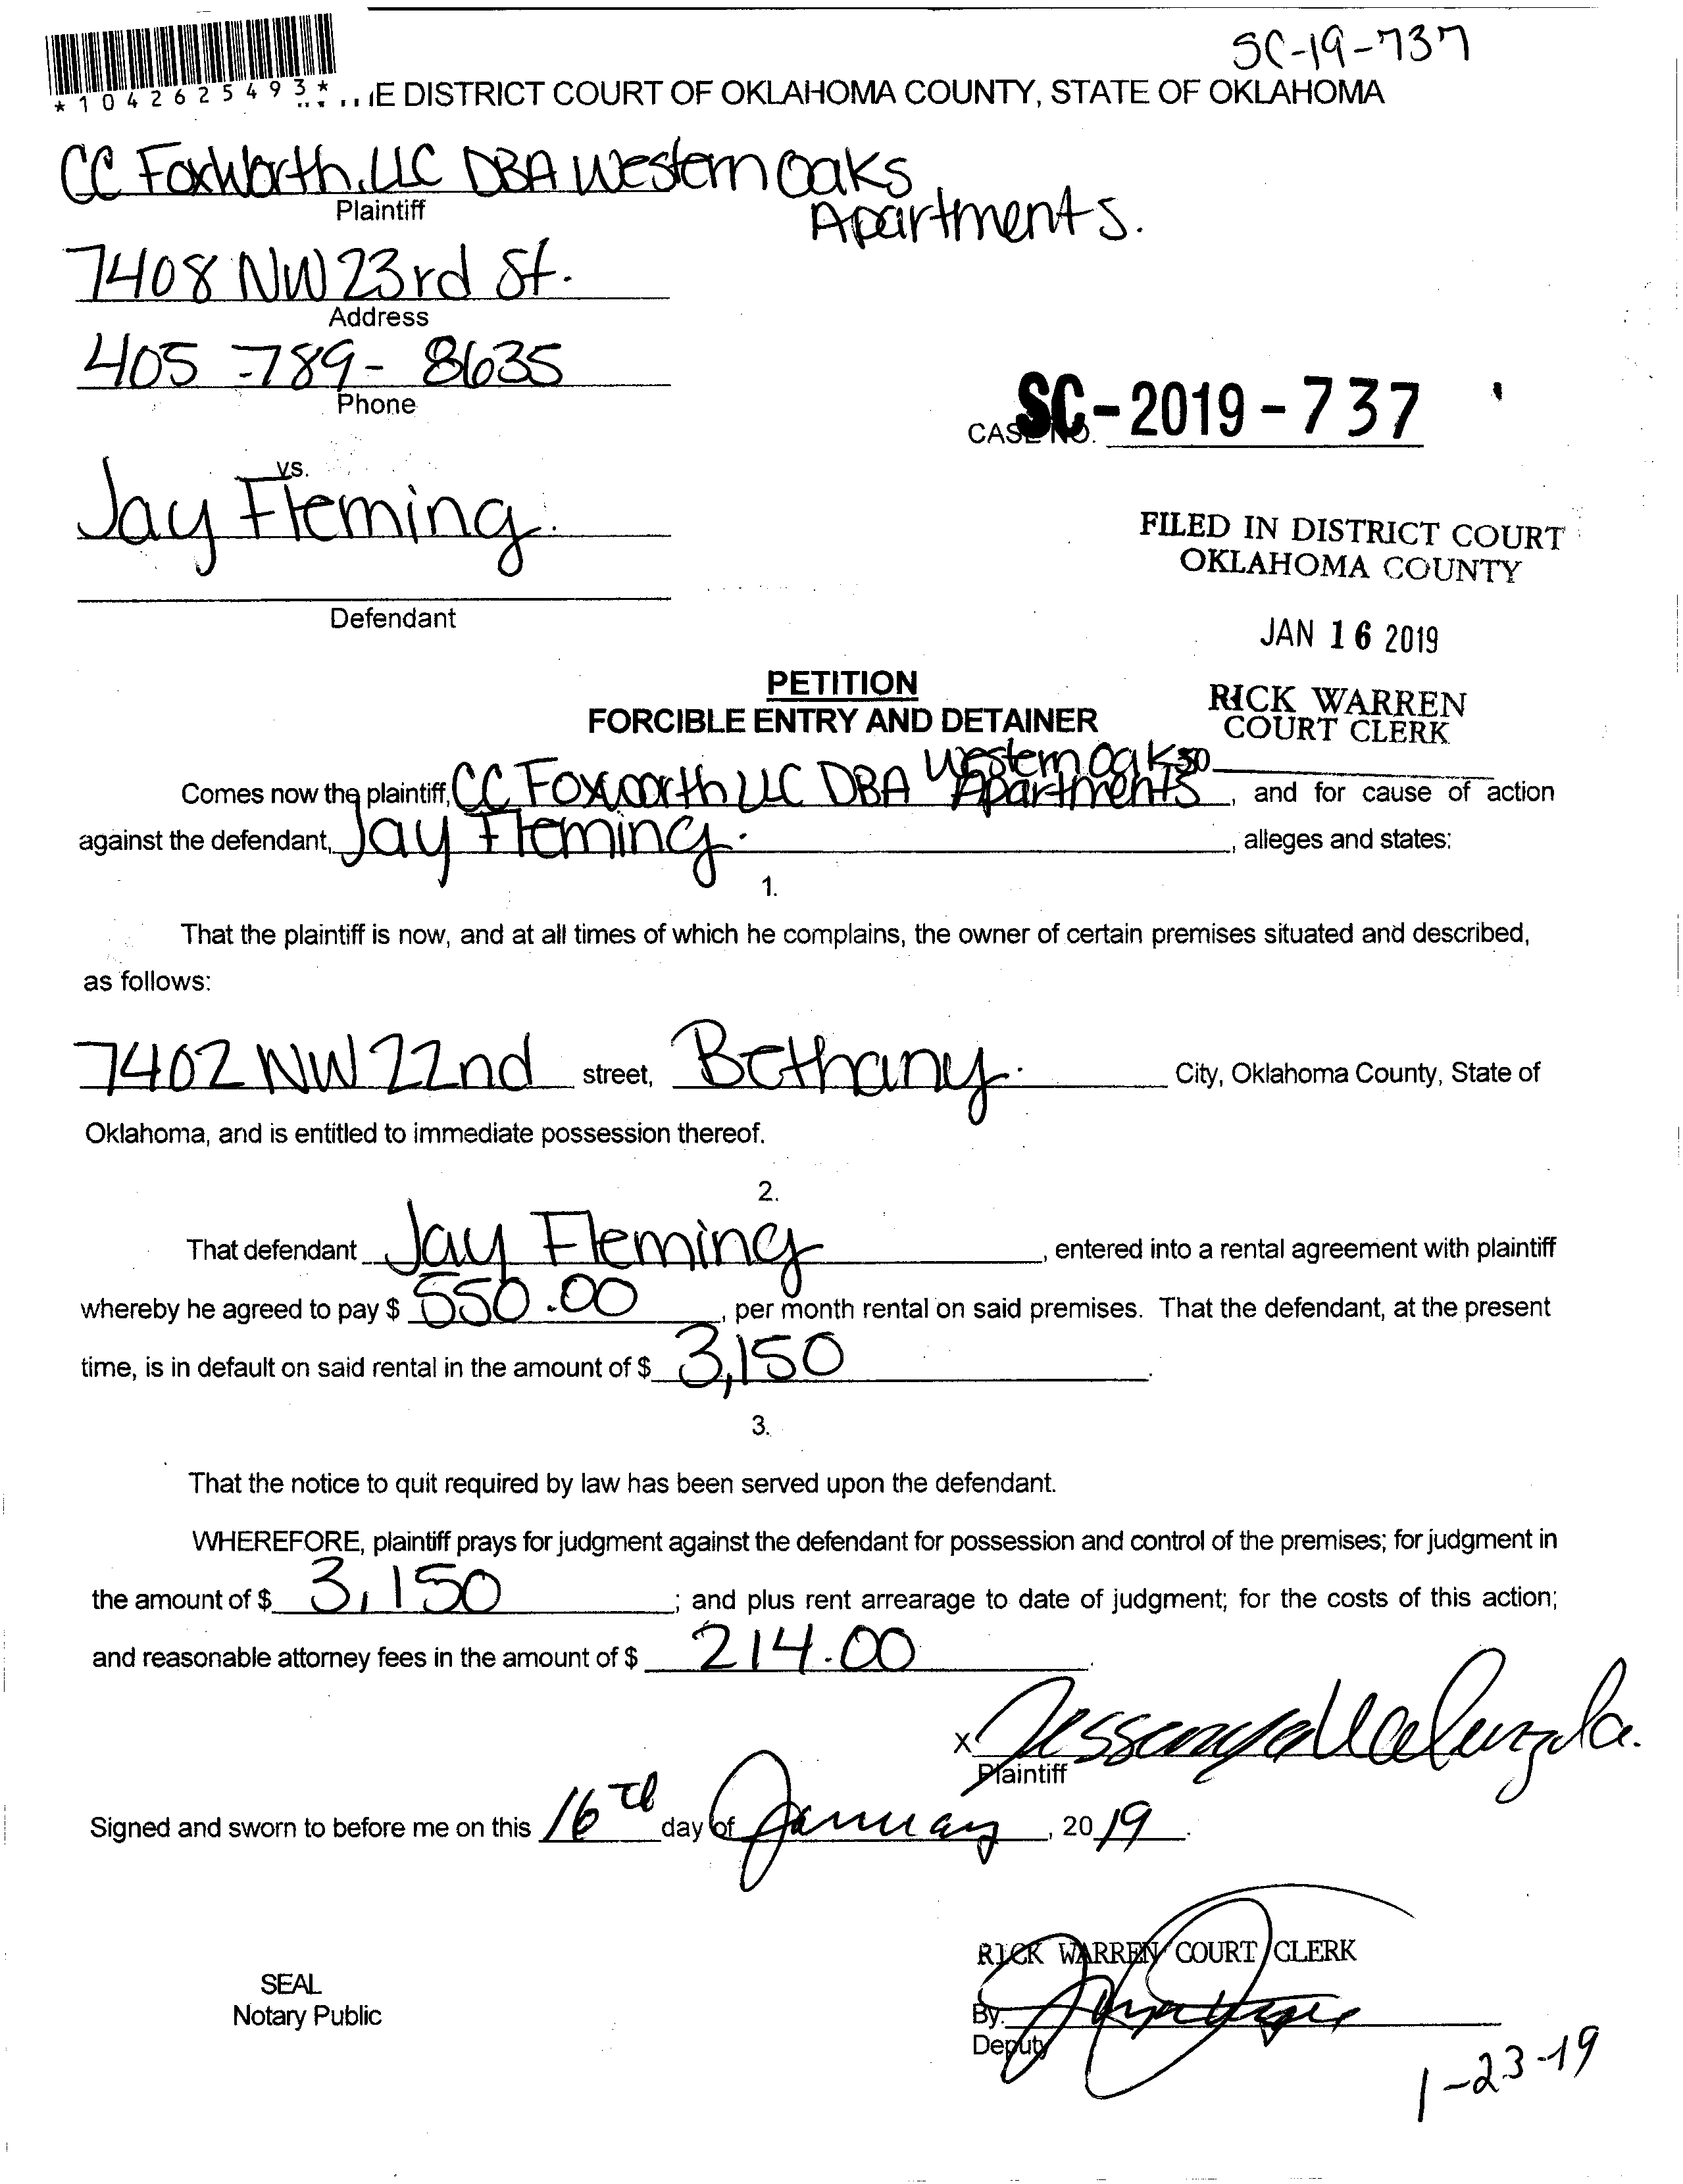 SC-19-737
*1042625493*
IE DISTRICT COURT OF OKLAHOMA COUNTY, STATE OF OKLAHOMA
CC Foxworth, LLC DBA Western Oaks
Apartments.
Plaintiff
7408 NW 23rd St.
Address
405-789-8635
Phone
SC-2019-737
CASE NO.
vs.
Jay Fleming.
Defendant
FILED IN DISTRICT COURT
OKLAHOMA COUNTY
JAN 16 2019
RICK WARREN
COURT CLERK
50
PETITION
FORCIBLE ENTRY AND DETAINER
Comes now the plaintiff, CC Foxworth LLC DBA Western Oaks Apartments, and for cause of action
against the defendant, Jay Fleming. , alleges and states:
1.
That the plaintiff is now, and at all times of which he complains, the owner of certain premises situated and described,
as follows:
7402 NW 22nd street, Bethany. City, Oklahoma County, State of
Oklahoma, and is entitled to immediate possession thereof.
2.
That defendant Jay Fleming, entered into a rental agreement with plaintiff
whereby he agreed to pay $ 550.00, per month rental on said premises. That the defendant, at the present
time, is in default on said rental in the amount of $ 3,150.
3.
That the notice to quit required by law has been served upon the defendant.
WHEREFORE, plaintiff prays for judgment against the defendant for possession and control of the premises; for judgment in
the amount of $ 3,150; and plus rent arrearage to date of judgment; for the costs of this action;
and reasonable attorney fees in the amount of $ 214.00.
X
Plaintiff
Signed and sworn to before me on this 16th day of January, 2019.
RICK WARREN COURT CLERK
SEAL
Notary Public
By.
Deputy
1-23-19